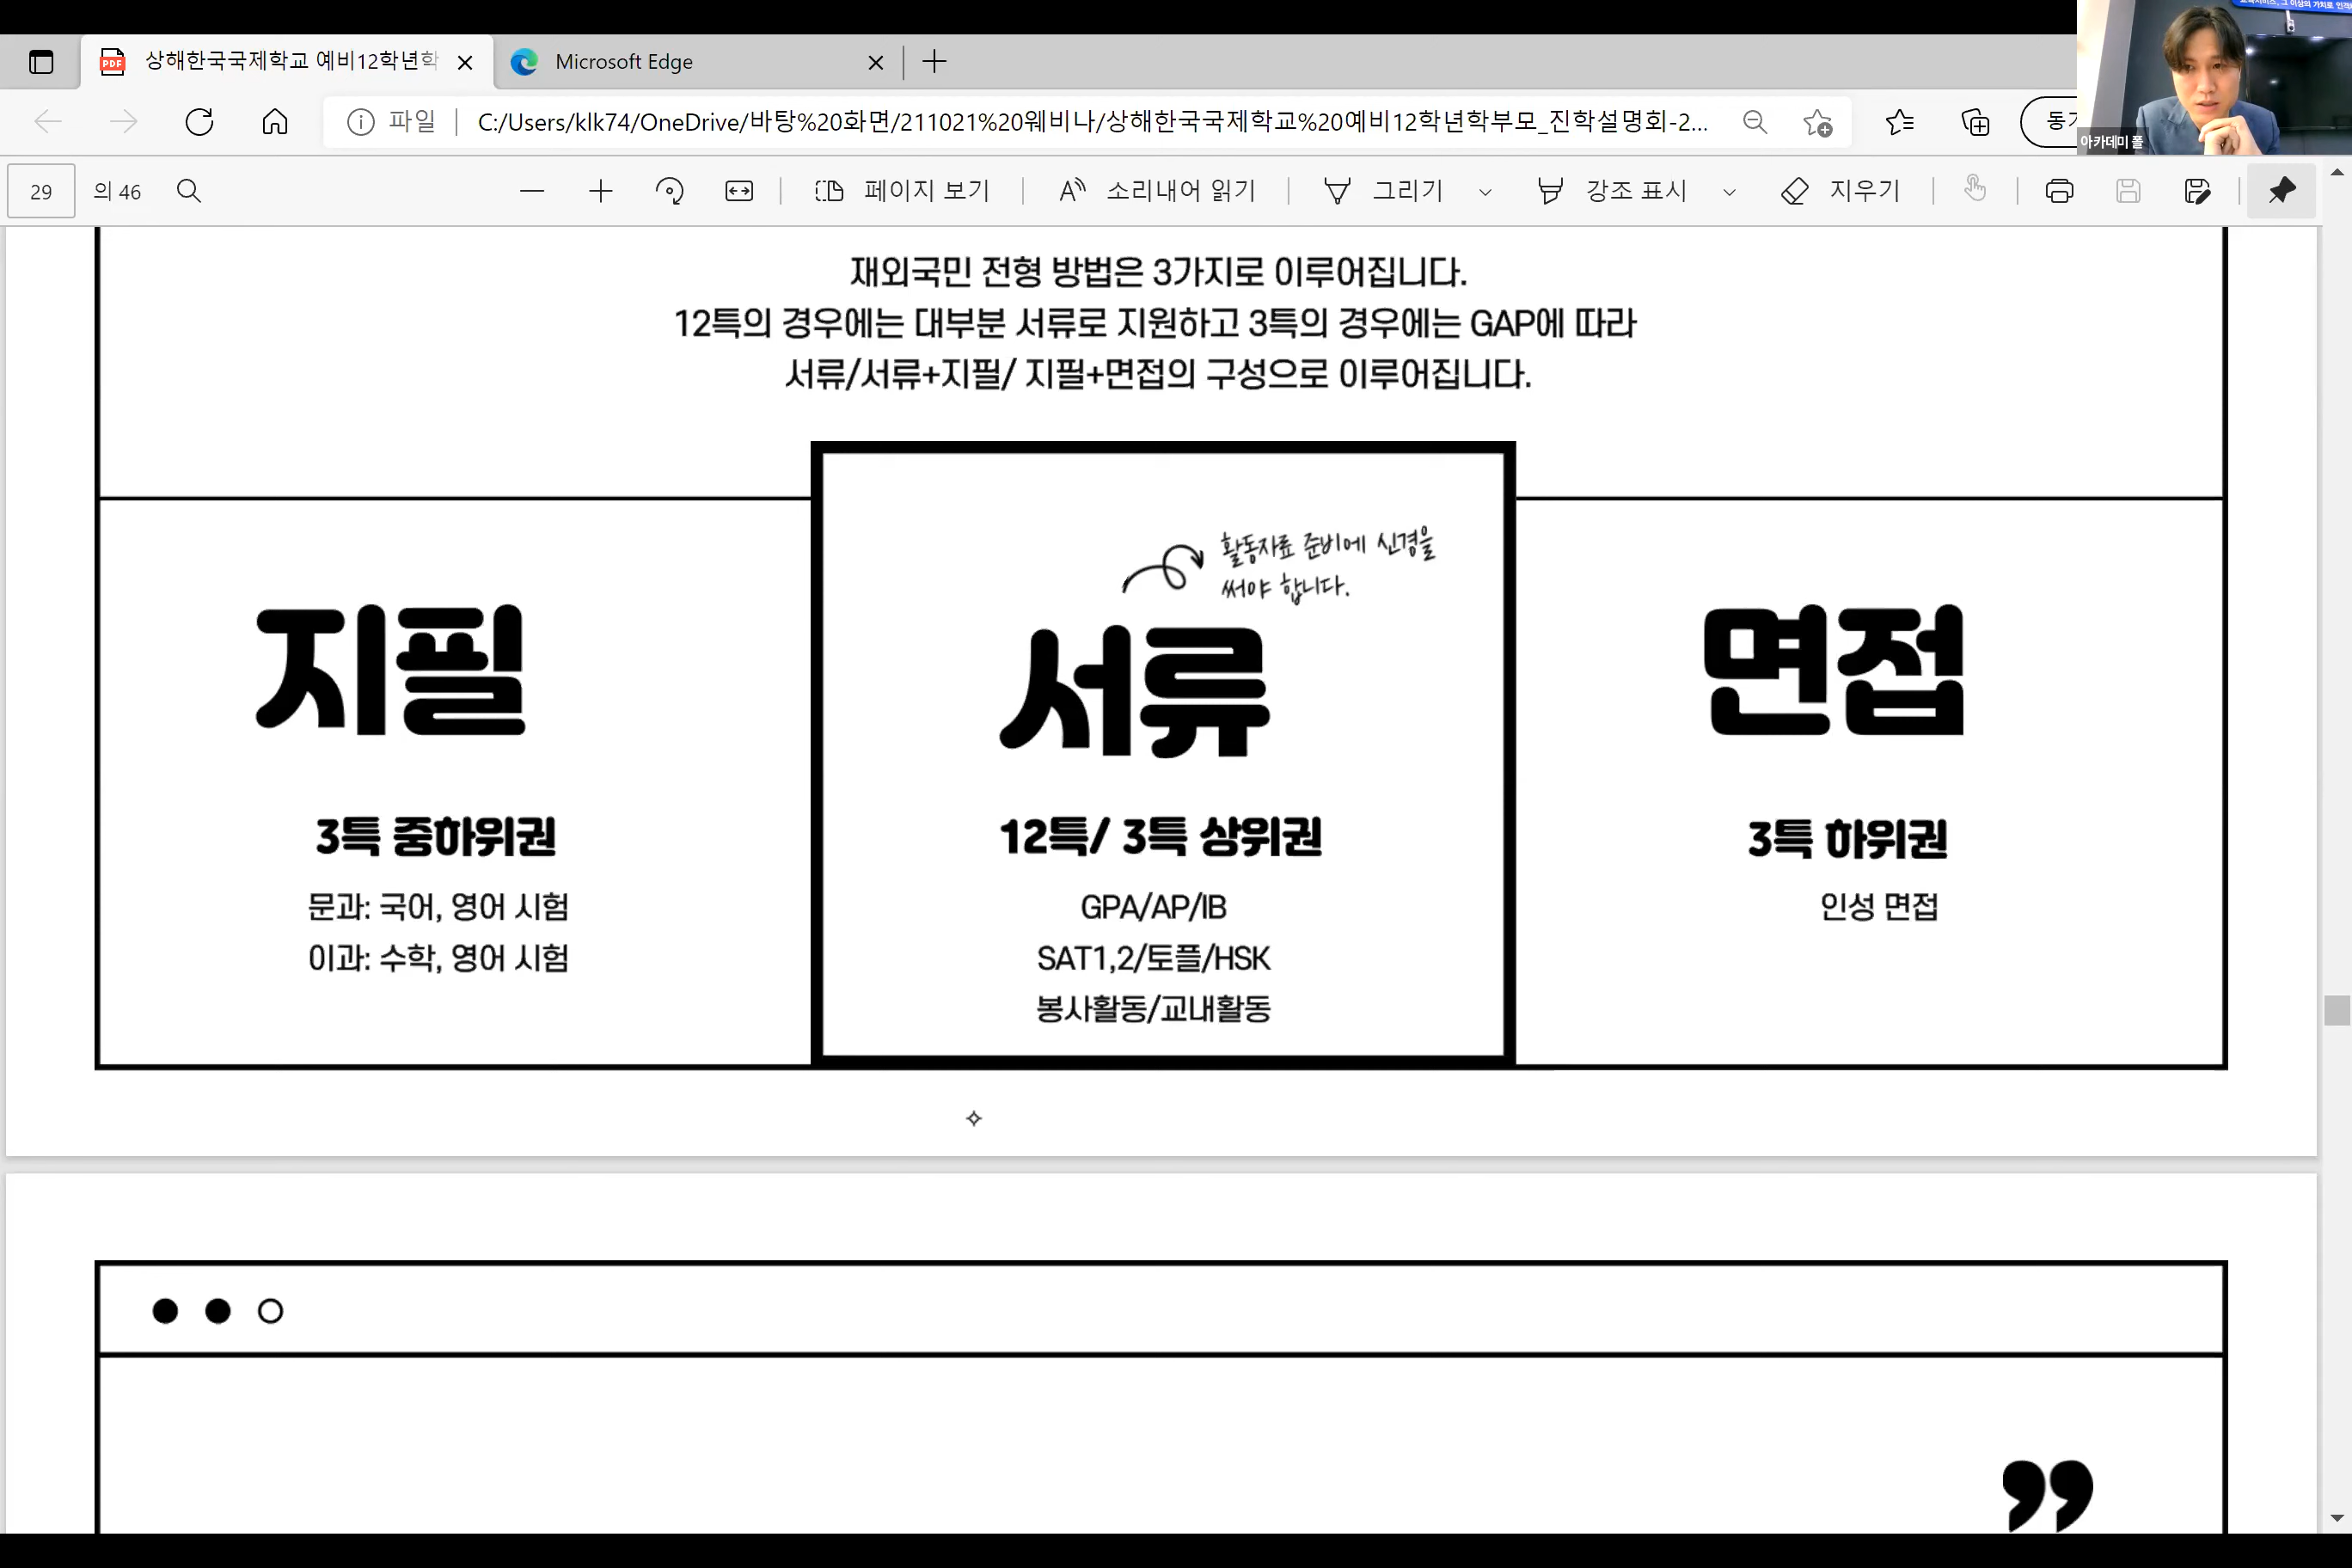 상해한국국제학교 예비12학년학
Microsoft Edge
파일
C:/Users/klk74/OneDrive/바탕%20화면/211021%20웨비나/상해한국국제학교%20예비12학년학부모_진학설명회-2...
아카데미 폴
29 의 46
페이지 보기
소리내어 읽기
그리기
강조 표시
지우기
재외국민 전형 방법은 3가지로 이루어집니다.
12특의 경우에는 대부분 서류로 지원하고 3특의 경우에는 GAP에 따라
서류/서류+지필/ 지필+면접의 구성으로 이루어집니다.
지필
3특 중하위권
문과: 국어, 영어 시험
이과: 수학, 영어 시험
활동자료 준비에 신경을
써야 합니다.
서류
12특/ 3특 상위권
GPA/AP/IB
SAT1,2/토플/HSK
봉사활동/교내활동
면접
3특 하위권
인성 면접
”